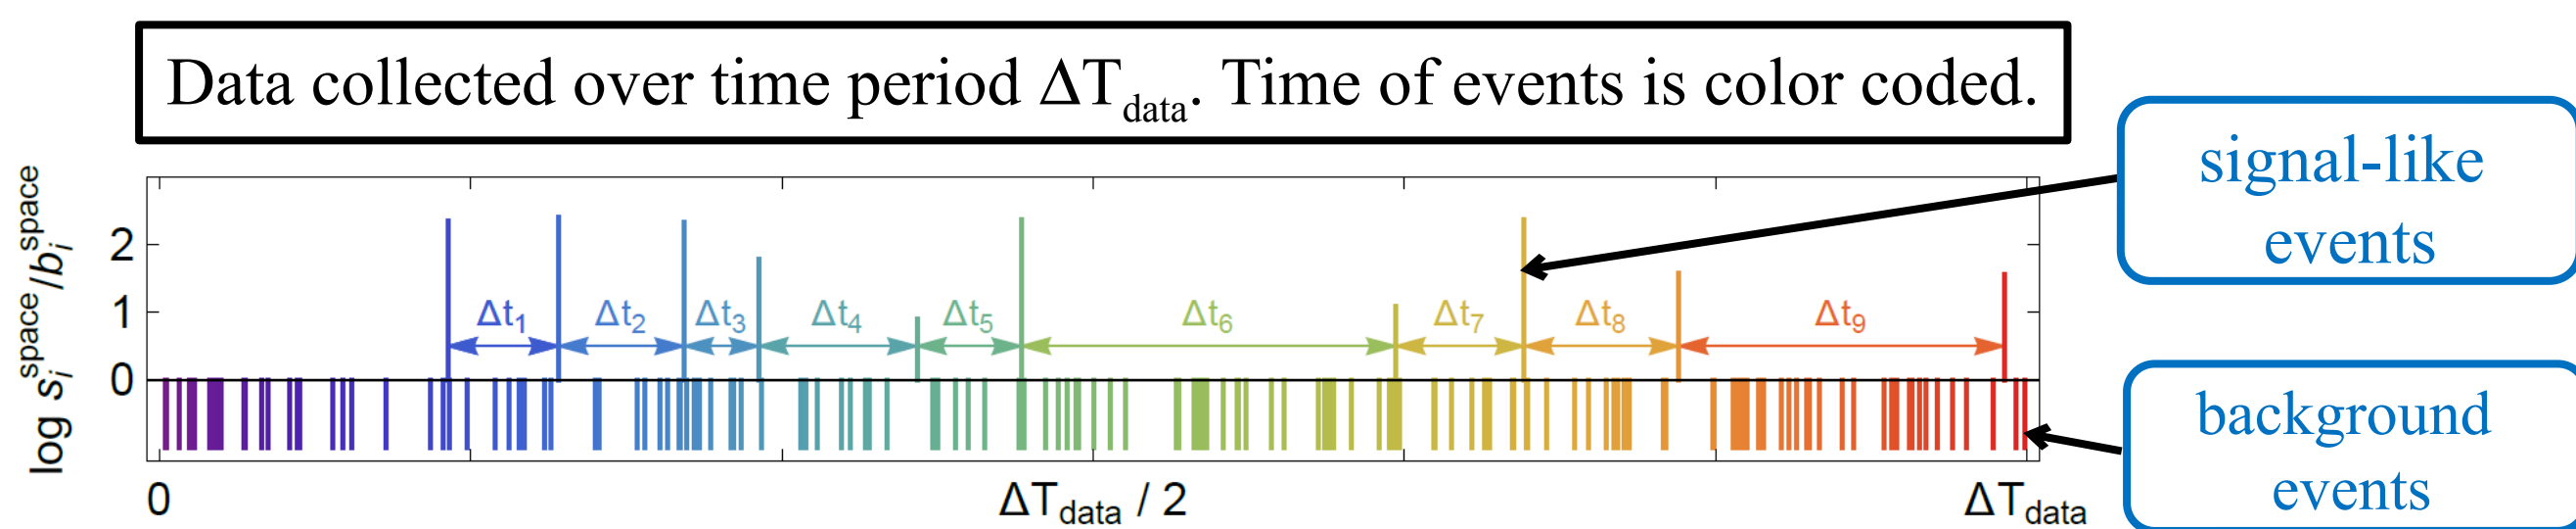 Data collected over time period ΔT_data. Time of events is color coded.
signal-like
events
log s_i^space/b_i^space
2
1
0
Δt₁ Δt₂ Δt₃ Δt₄ Δt₅ Δt₆ Δt₇ Δt₈ Δt₉
background
events
0 ΔT_data / 2 ΔT_data